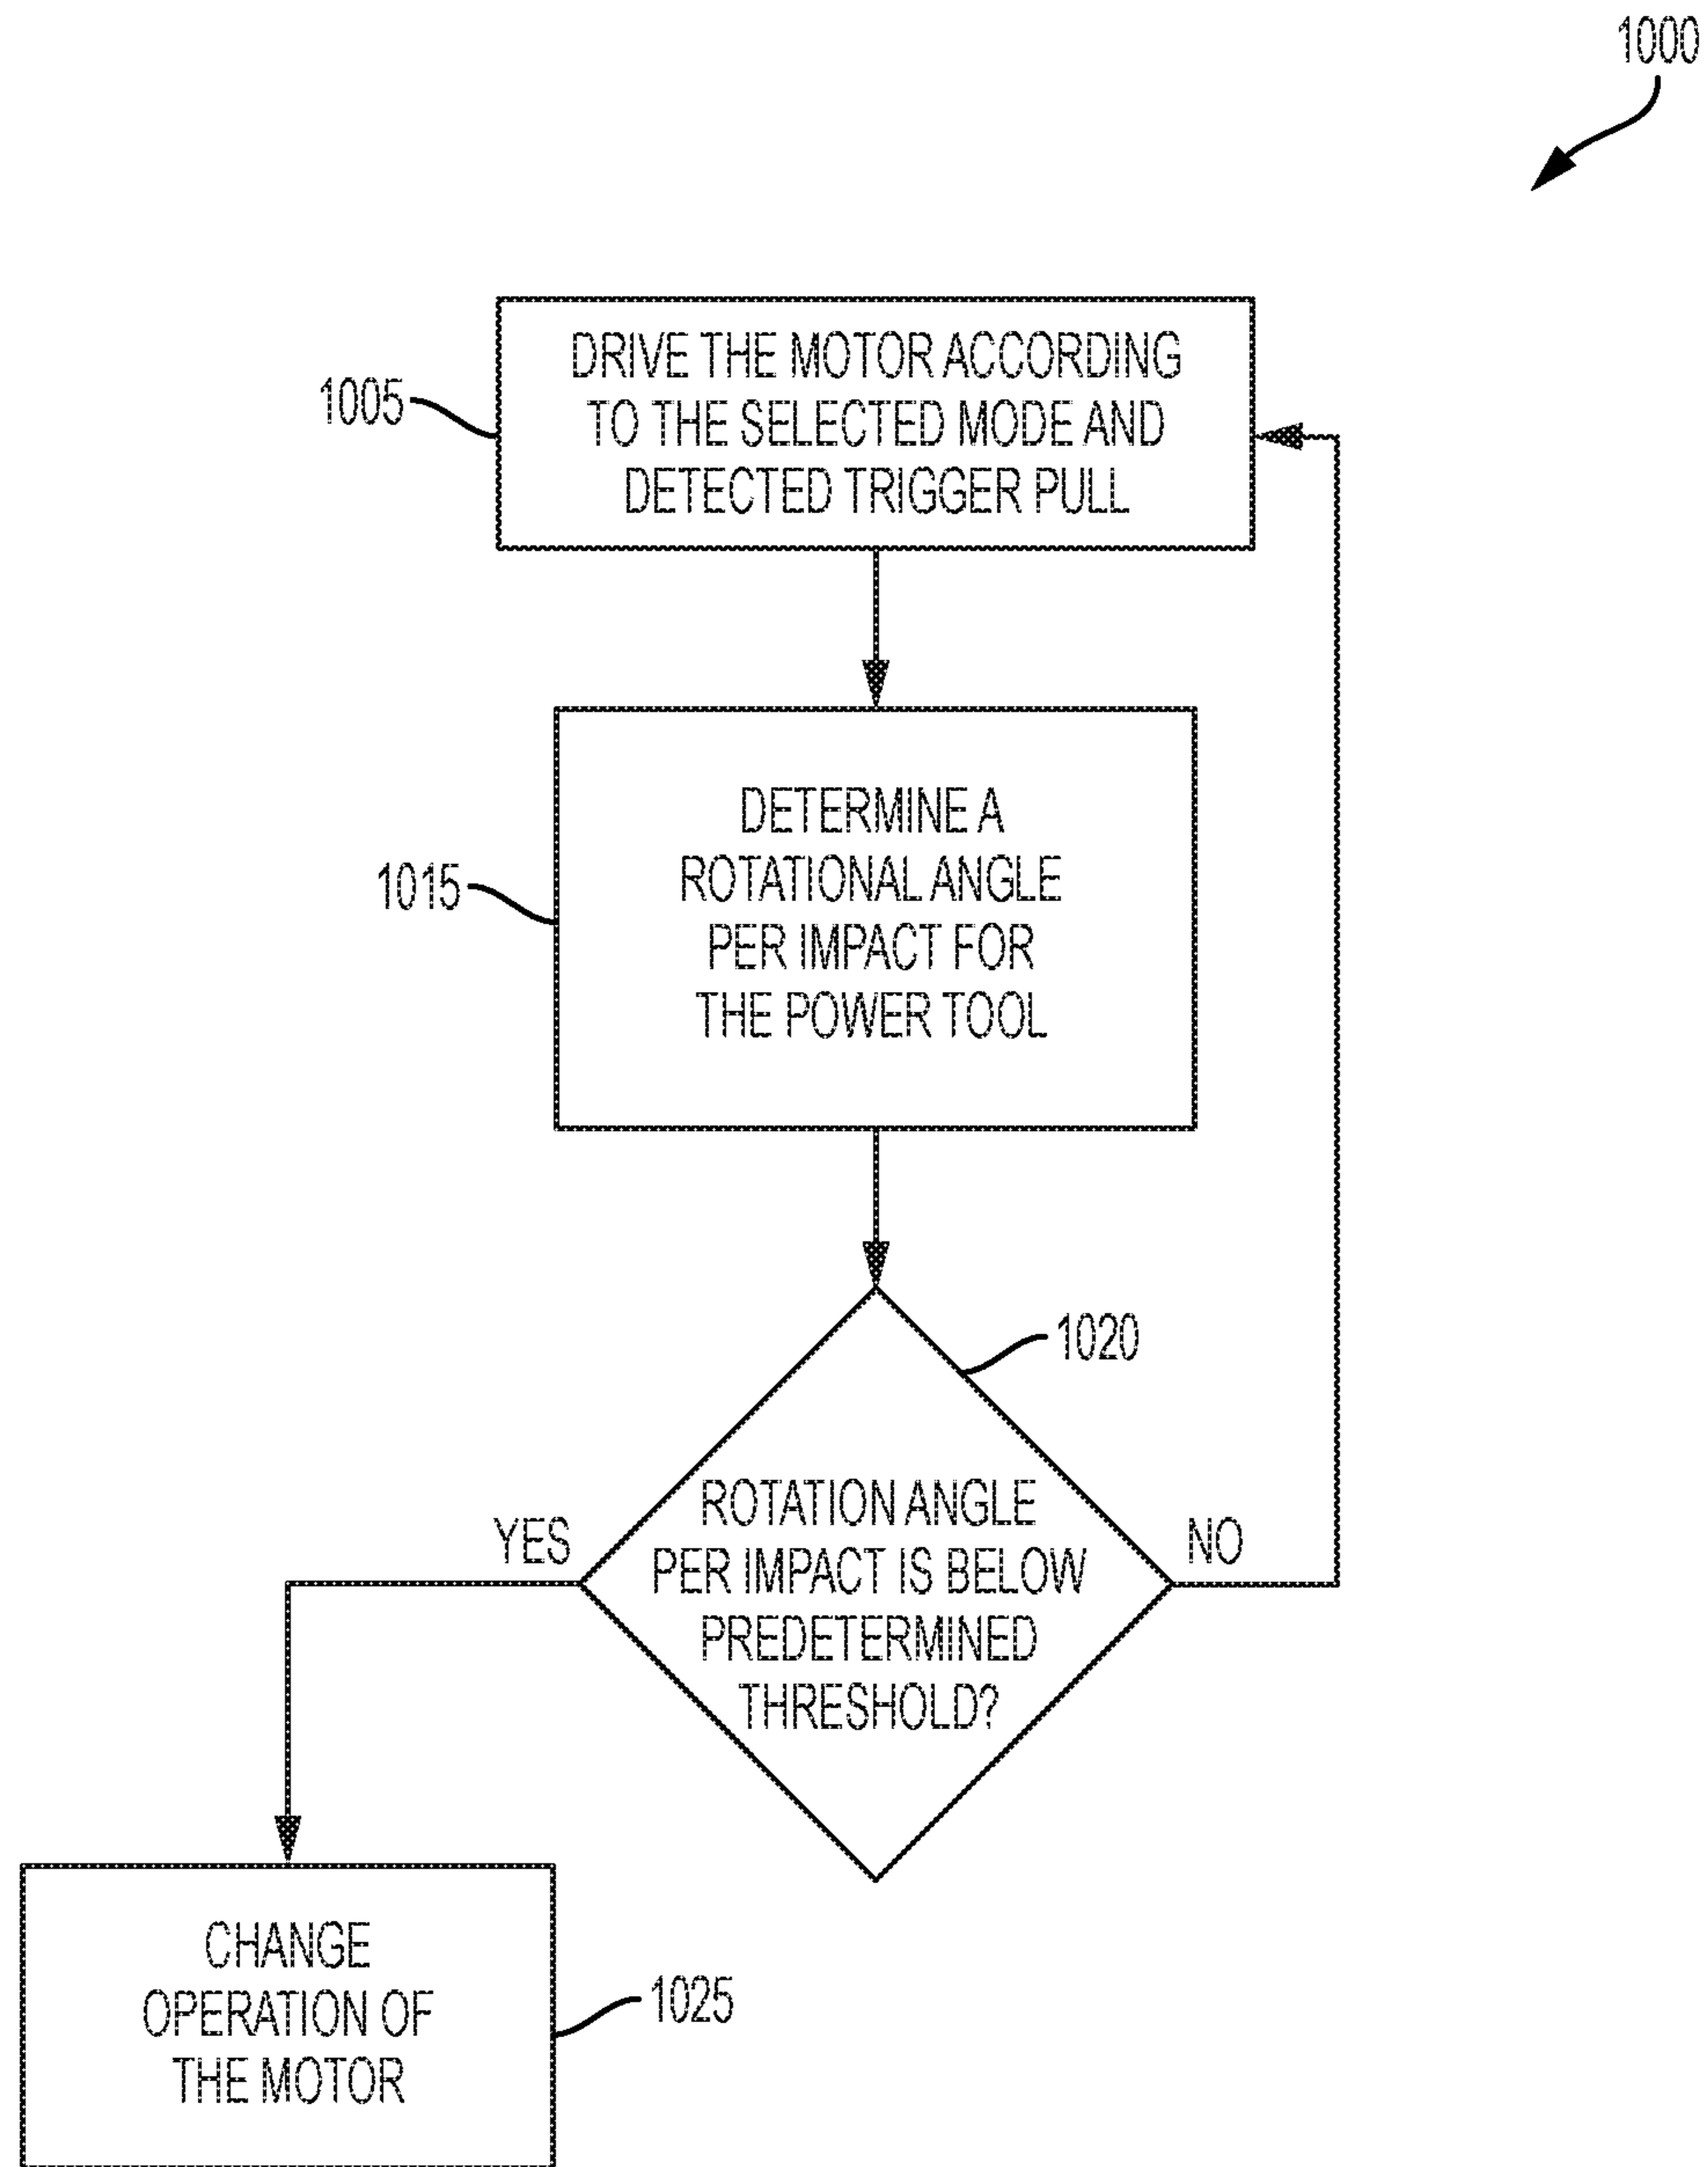 1000
DRIVE THE MOTOR ACCORDING
1005
TO THE SELECTED MODE AND
DETECTED TRIGGER PULL
DETERMINE A
1015
ROTATIONAL ANGLE
PER IMPACT FOR
THE POWER TOOL
1020
ROTATION ANGLE
YES
PER IMPACT IS BELOW
NO
PREDETERMINED
THRESHOLD?
CHANGE
OPERATION OF
1025
THE MOTOR